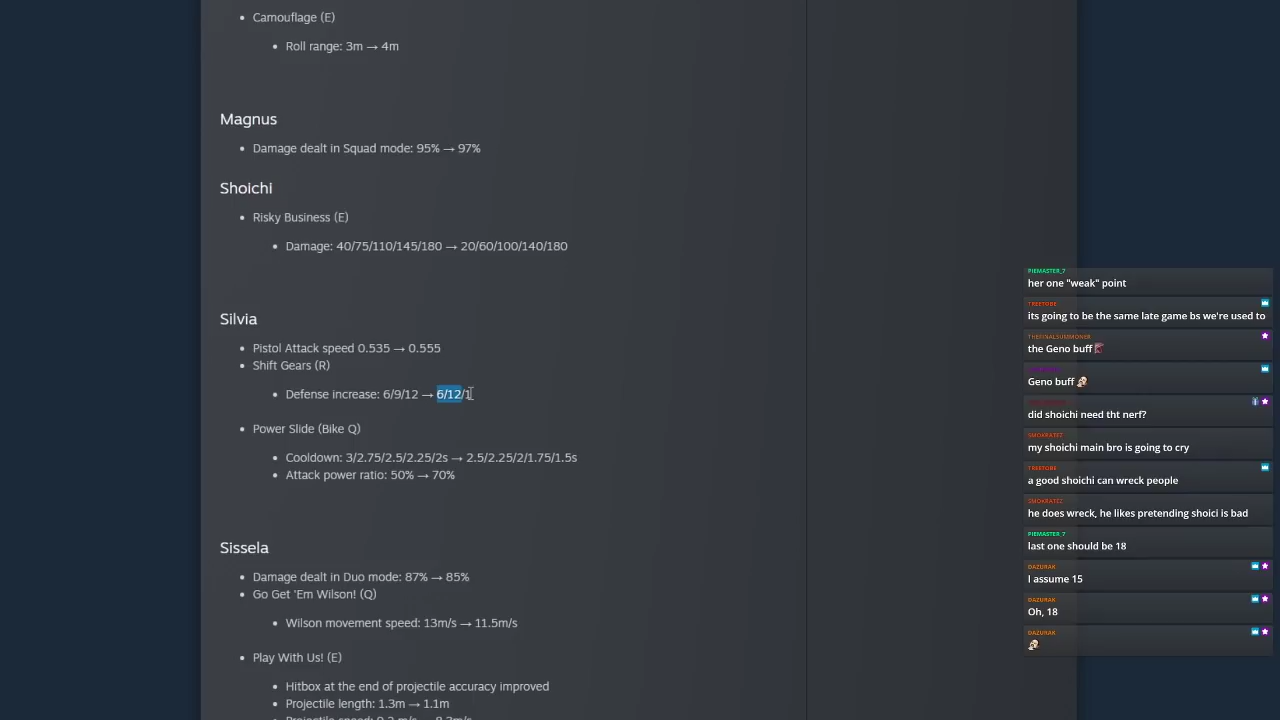 Camouflage (E)
Roll range: 3m → 4m
Magnus
Damage dealt in Squad mode: 95% → 97%
Shoichi
Risky Business (E)
Damage: 40/75/110/145/180 → 20/60/100/140/180
Silvia
Pistol Attack speed 0.535 → 0.555
Shift Gears (R)
Defense increase: 6/9/12 → 6/12/1
Power Slide (Bike Q)
Cooldown: 3/2.75/2.5/2.25/2s → 2.5/2.25/2/1.75/1.5s
Attack power ratio: 50% → 70%
Sissela
Damage dealt in Duo mode: 87% → 85%
Go Get 'Em Wilson! (Q)
Wilson movement speed: 13m/s → 11.5m/s
Play With Us! (E)
Hitbox at the end of projectile accuracy improved
Projectile length: 1.3m → 1.1m
PIEMASTER_7
her one "weak" point
TREETOBE
its going to be the same late game bs we're used to
THEFINALSUMMONER
the Geno buff
Geno buff
did shoichi need tht nerf?
my shoichi main bro is going to cry
TREETOBE
a good shoichi can wreck people
he does wreck, he likes pretending shoici is bad
PIEMASTER_7
last one should be 18
DAZURAK
I assume 15
DAZURAK
Oh, 18
DAZURAK